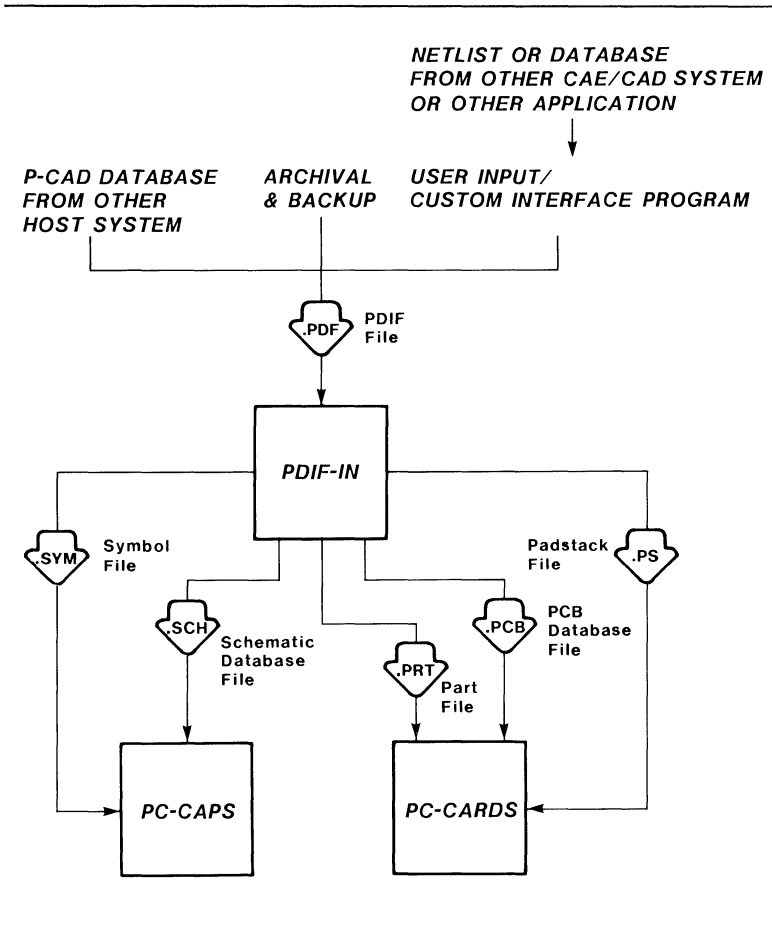 NETLIST OR DATABASE
FROM OTHER CAE/CAD SYSTEM
OR OTHER APPLICATION
P-CAD DATABASE
FROM OTHER
HOST SYSTEM
ARCHIVAL
& BACKUP
USER INPUT/
CUSTOM INTERFACE PROGRAM
.PDF
PDIF
File
PDIF-IN
.SYM
Symbol
File
.SCH
Schematic
Database
File
.PRT
Part
File
.PCB
PCB
Database
File
Padstack
File
.PS
PC-CAPS
PC-CARDS